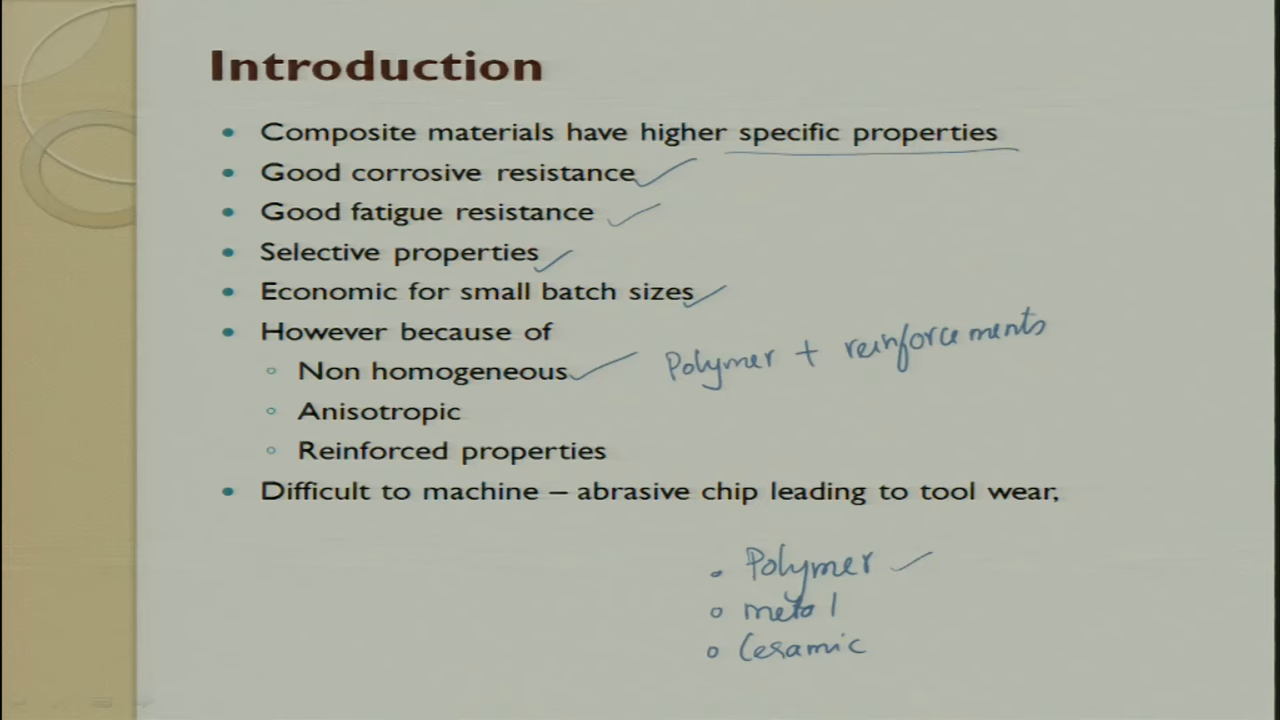 Introduction
Composite materials have higher specific properties
Good corrosive resistance
Good fatigue resistance
Selective properties
Economic for small batch sizes
However because of
Non homogeneous Polymer + reinforcements
Anisotropic
Reinforced properties
Difficult to machine – abrasive chip leading to tool wear,
Polymer
metal
Ceramic